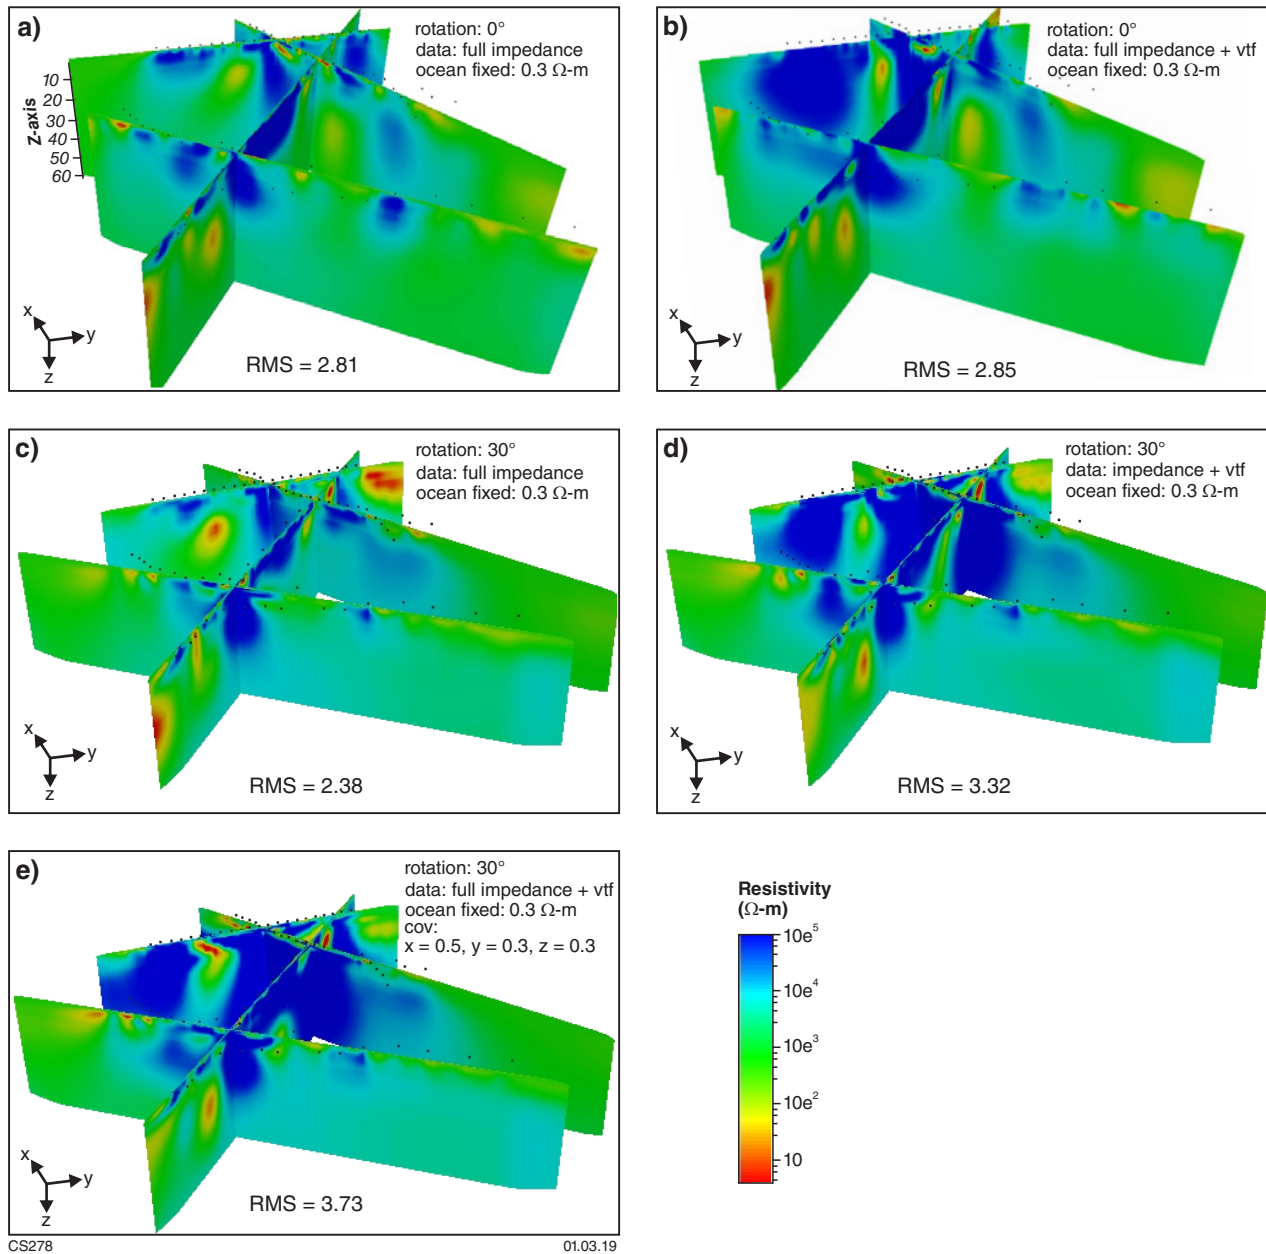 a)
rotation: 0°
data: full impedance
ocean fixed: 0.3 Ω-m
Z-axis
10
20
30
40
50
60
x
y
z
RMS = 2.81
b)
rotation: 0°
data: full impedance + vtf
ocean fixed: 0.3 Ω-m
x
y
z
RMS = 2.85
c)
rotation: 30°
data: full impedance
ocean fixed: 0.3 Ω-m
x
y
z
RMS = 2.38
d)
rotation: 30°
data: impedance + vtf
ocean fixed: 0.3 Ω-m
x
y
z
RMS = 3.32
e)
rotation: 30°
data: full impedance + vtf
ocean fixed: 0.3 Ω-m
cov:
x = 0.5, y = 0.3, z = 0.3
x
y
z
RMS = 3.73
Resistivity
(Ω-m)
10e⁵
10e⁴
10e³
10e²
10
CS278
01.03.19